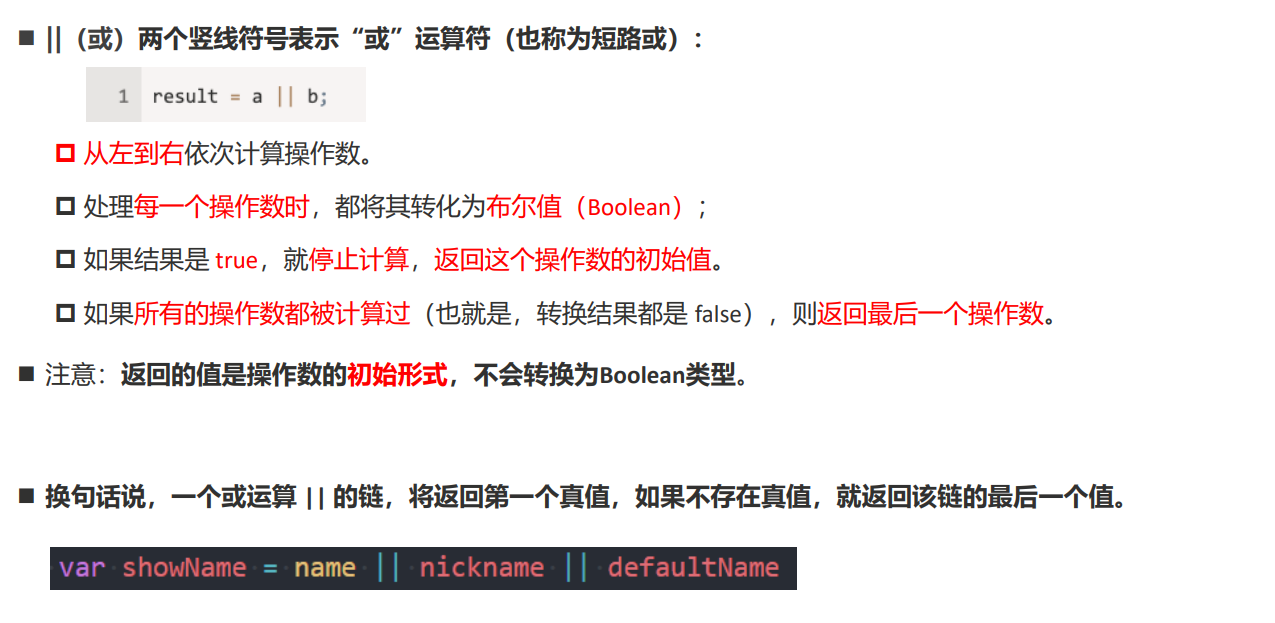 ■ ||（或）两个竖线符号表示“或”运算符（也称为短路或）:
1 result = a || b;
从左到右依次计算操作数。
处理每一个操作数时，都将其转化为布尔值（Boolean）;
如果结果是 true，就停止计算，返回这个操作数的初始值。
如果所有的操作数都被计算过（也就是，转换结果都是 false），则返回最后一个操作数。
■ 注意：返回的值是操作数的初始形式，不会转换为Boolean类型。
■ 换句话说，一个或运算 || 的链，将返回第一个真值，如果不存在真值，就返回该链的最后一个值。
var showName = name || nickname || defaultName